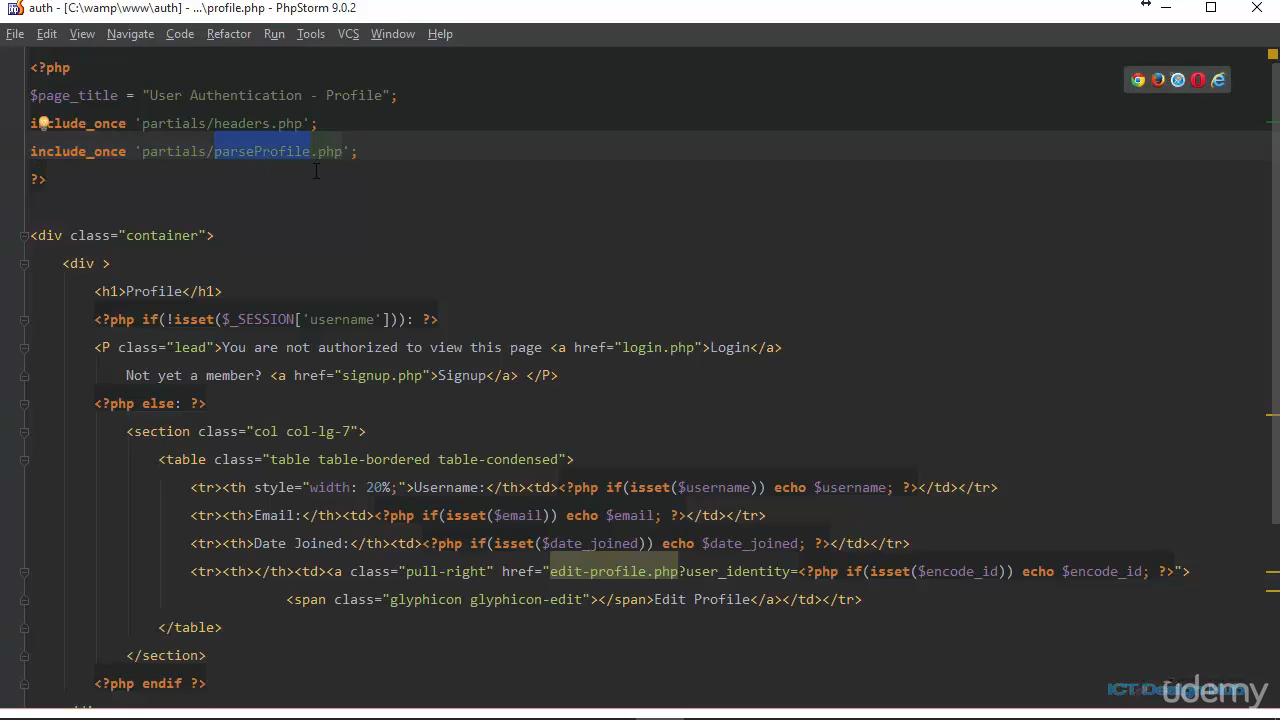 auth - [C:\wamp\www\auth] - ...\profile.php - PhpStorm 9.0.2
File Edit View Navigate Code Refactor Run Tools VCS Window Help
<?php
$page_title = "User Authentication - Profile";
include_once 'partials/headers.php';
include_once 'partials/parseProfile.php';
?>
<div class="container">
<div >
<h1>Profile</h1>
<?php if(!isset($_SESSION['username'])): ?>
<P class="lead">You are not authorized to view this page <a href="login.php">Login</a>
Not yet a member? <a href="signup.php">Signup</a> </P>
<?php else: ?>
<section class="col col-lg-7">
<table class="table table-bordered table-condensed">
<tr><th style="width: 20%;">Username:</th><td><?php if(isset($username)) echo $username; ?></td></tr>
<tr><th>Email:</th><td><?php if(isset($email)) echo $email; ?></td></tr>
<tr><th>Date Joined:</th><td><?php if(isset($date_joined)) echo $date_joined; ?></td></tr>
<tr><th></th><td><a class="pull-right" href="edit-profile.php?user_identity=<?php if(isset($encode_id)) echo $encode_id; ?>">
<span class="glyphicon glyphicon-edit"></span>Edit Profile</a></td></tr>
</table>
</section>
<?php endif ?>
ICT Design Hub
udemy